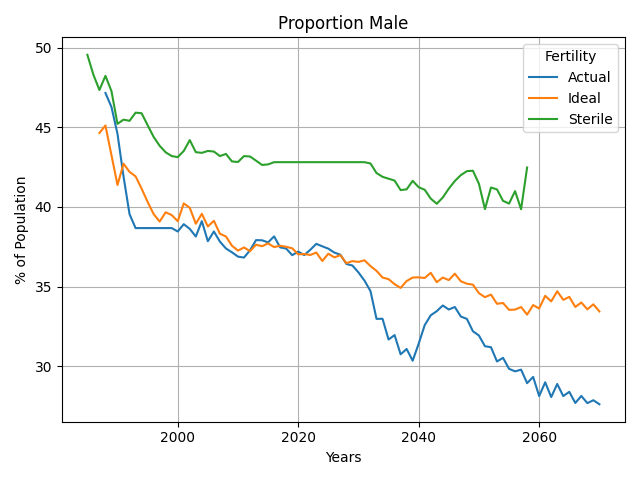 Proportion Male
Fertility
Actual
Ideal
Sterile
% of Population
50
45
40
35
30
2000
2020
2040
2060
Years